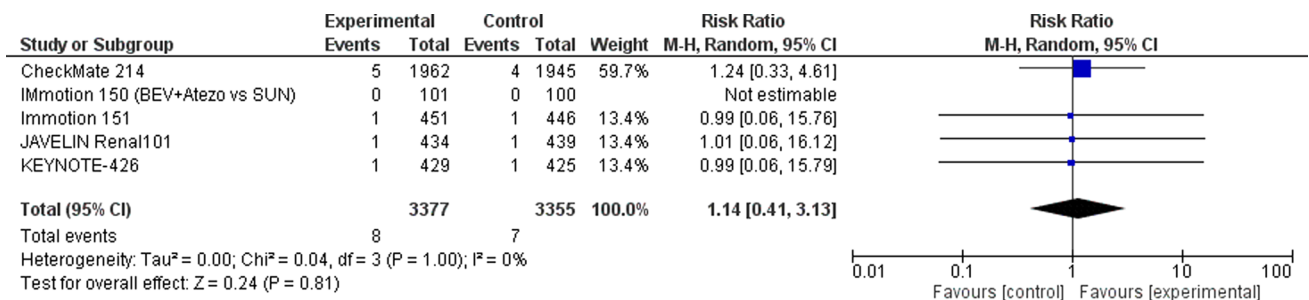 Experimental Control Risk Ratio Risk Ratio
Study or Subgroup Events Total Events Total Weight M-H, Random, 95% CI M-H, Random, 95% CI
CheckMate 214 5 1962 4 1945 59.7% 1.24 [0.33, 4.61]
IMmotion 150 (BEV+Atezo vs SUN) 0 101 0 100 Not estimable
Immotion 151 1 451 1 446 13.4% 0.99 [0.06, 15.76]
JAVELIN Renal101 1 434 1 439 13.4% 1.01 [0.06, 16.12]
KEYNOTE-426 1 429 1 425 13.4% 0.99 [0.06, 15.79]
Total (95% CI) 3377 3355 100.0% 1.14 [0.41, 3.13]
Total events 8 7
Heterogeneity: Tau² = 0.00; Chi² = 0.04, df = 3 (P = 1.00); I² = 0%
Test for overall effect: Z = 0.24 (P = 0.81)
0.01 0.1 1 10 100
Favours [control] Favours [experimental]